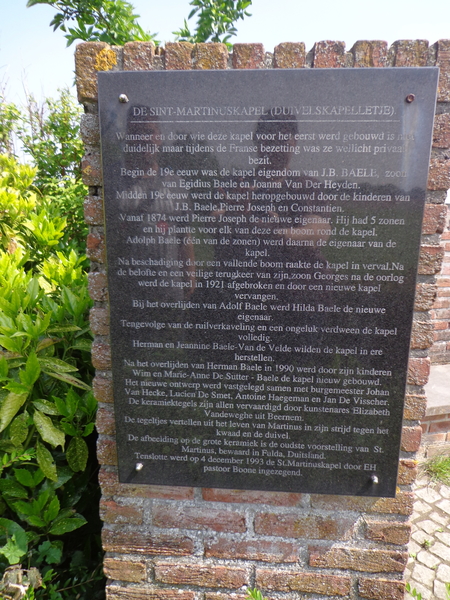 DE SINT-MARTINUSKAPEL (DUIVELSKAPELLETJE)
Wanneer en door wie deze kapel voor het eerst werd gebouwd is niet
duidelijk maar tijdens de Franse bezetting was ze wellicht privaat
bezit.
Begin de 19e eeuw was de kapel eigendom van J.B. BAELE, zoon
van Egidius Baele en Joanna Van Der Heyden.
Midden 19e eeuw werd de kapel heropgebouwd door de kinderen van
J.B. Baele,Pierre Joseph en Constantien.
Vanaf 1874 werd Pierre Joseph de nieuwe eigenaar. Hij had 5 zonen
en hij plantte voor elk van deze een boom rond de kapel.
Adolph Baele (één van de zonen) werd daarna de eigenaar van de
kapel.
Na beschadiging door een vallende boom raakte de kapel in verval.Na
de belofte en een veilige terugkeer van zijn zoon Georges na de oorlog
werd de kapel in 1921 afgebroken en door een nieuwe kapel
vervangen.
Bij het overlijden van Adolf Baele werd Hilda Baele de nieuwe
eigenaar.
Tengevolge van de ruilverkaveling en een ongeluk verdween de kapel
volledig.
Herman en Jeannine Baele-Van de Velde wilden de kapel in ere
herstellen.
Na het overlijden van Herman Baele in 1990 werd door zijn kinderen
Wim en Marie-Anne De Sutter - Baele de kapel nieuw gebouwd.
Het nieuwe ontwerp werd vastgelegd samen met burgemeester Johan
Van Hecke, Lucien De Smet, Antoine Haegeman en Jan De Visscher.
De keramiektegels zijn allen vervaardigd door kunstenares Elizabeth
Vandeweghe uit Beernem.
De tegeltjes vertellen uit het leven van Martinus in zijn strijd tegen het
kwaad en de duivel.
De afbeelding op de grote keramiek is de oudste voorstelling van St.
Martinus, bewaard in Fulda, Duitsland.
Tenslotte werd op 4 december 1993 de St.Martinuskapel door EH
pastoor Boone ingezegend.